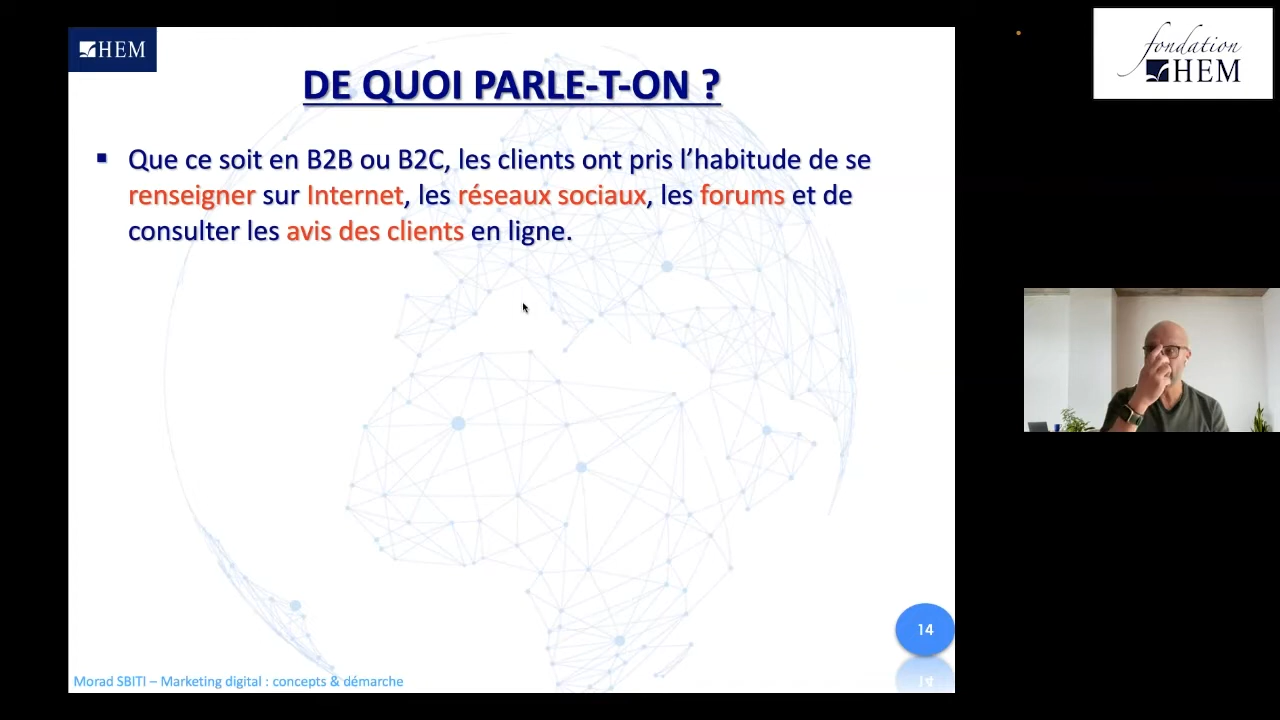 HEM
DE QUOI PARLE-T-ON ?
▪ Que ce soit en B2B ou B2C, les clients ont pris l’habitude de se
renseigner sur Internet, les réseaux sociaux, les forums et de
consulter les avis des clients en ligne.
14
Morad SBITI – Marketing digital : concepts & démarche
fondation
HEM